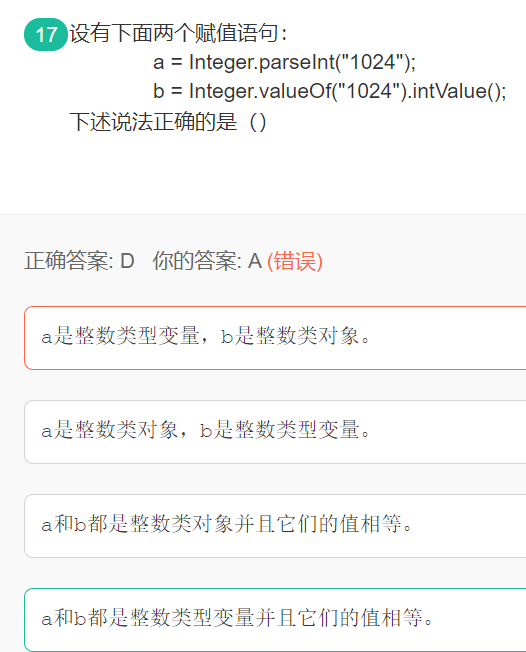 17 设有下面两个赋值语句：
a = Integer.parseInt("1024");
b = Integer.valueOf("1024").intValue();
下述说法正确的是（）
正确答案: D 你的答案: A (错误)
a是整数类型变量，b是整数类对象。
a是整数类对象，b是整数类型变量。
a和b都是整数类对象并且它们的值相等。
a和b都是整数类型变量并且它们的值相等。